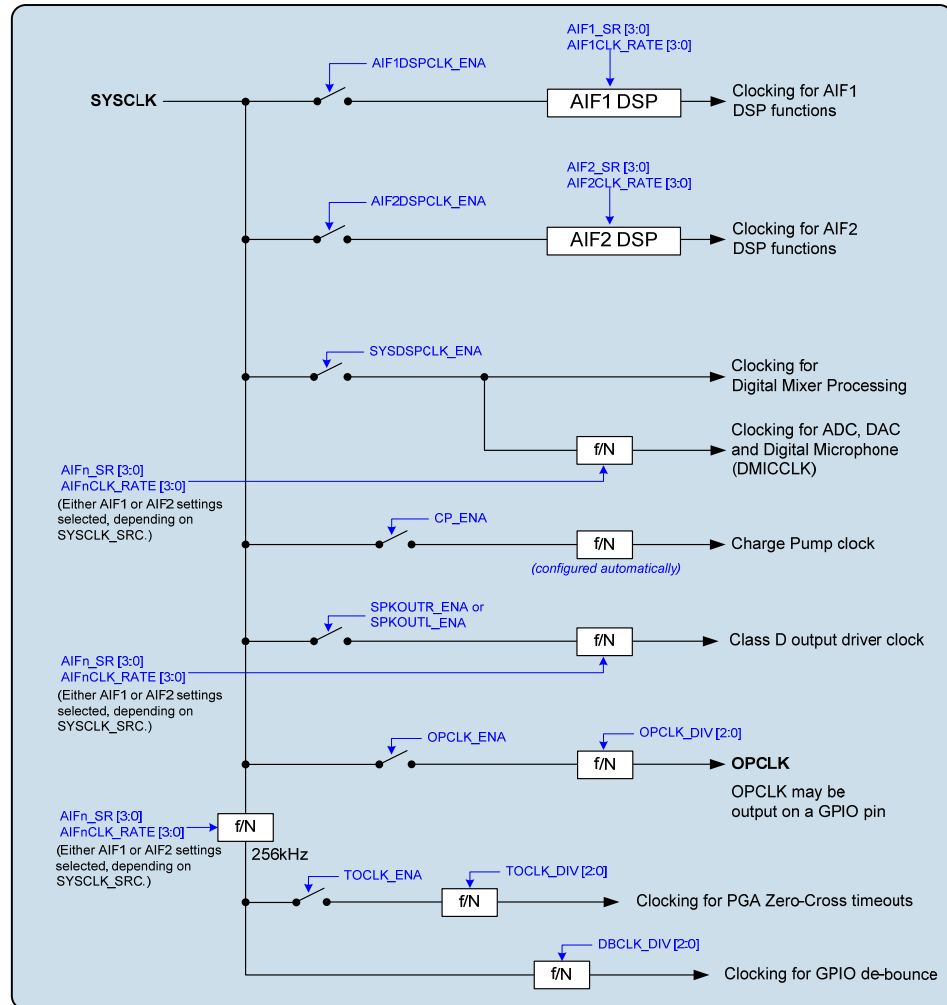 AIF1_SR [3:0]
AIF1CLK_RATE [3:0]
AIF1DSPCLK_ENA
SYSCLK
AIF1 DSP
Clocking for AIF1
DSP functions
AIF2_SR [3:0]
AIF2CLK_RATE [3:0]
AIF2DSPCLK_ENA
AIF2 DSP
Clocking for AIF2
DSP functions
SYSDSPCLK_ENA
Clocking for
Digital Mixer Processing
f/N
Clocking for ADC, DAC
and Digital Microphone
(DMICCLK)
AIFn_SR [3:0]
AIFnCLK_RATE [3:0]
(Either AIF1 or AIF2 settings
selected, depending on
SYSCLK_SRC.)
CP_ENA
f/N
(configured automatically)
Charge Pump clock
SPKOUTR_ENA or
SPKOUTL_ENA
f/N
Class D output driver clock
AIFn_SR [3:0]
AIFnCLK_RATE [3:0]
(Either AIF1 or AIF2 settings
selected, depending on
SYSCLK_SRC.)
OPCLK_ENA
OPCLK_DIV [2:0]
f/N
OPCLK
OPCLK may be
output on a GPIO pin
AIFn_SR [3:0]
AIFnCLK_RATE [3:0]
(Either AIF1 or AIF2 settings
selected, depending on
SYSCLK_SRC.)
f/N
256kHz
TOCLK_ENA
TOCLK_DIV [2:0]
f/N
Clocking for PGA Zero-Cross timeouts
DBCLK_DIV [2:0]
f/N
Clocking for GPIO de-bounce